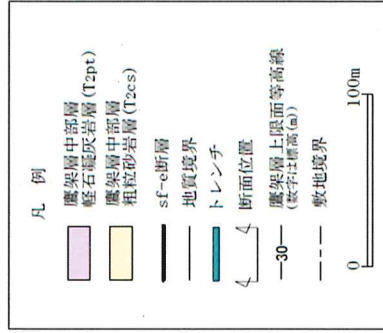 凡 例
鷹架層中部層
軽石凝灰岩層(T2pt)
鷹架層中部層
粗粒砂岩層(T2cs)
sf-e断層
地質境界
トレンチ
断面位置
—30— 鷹架層上限面等高線
(数字は標高(m))
敷地境界
0 100m